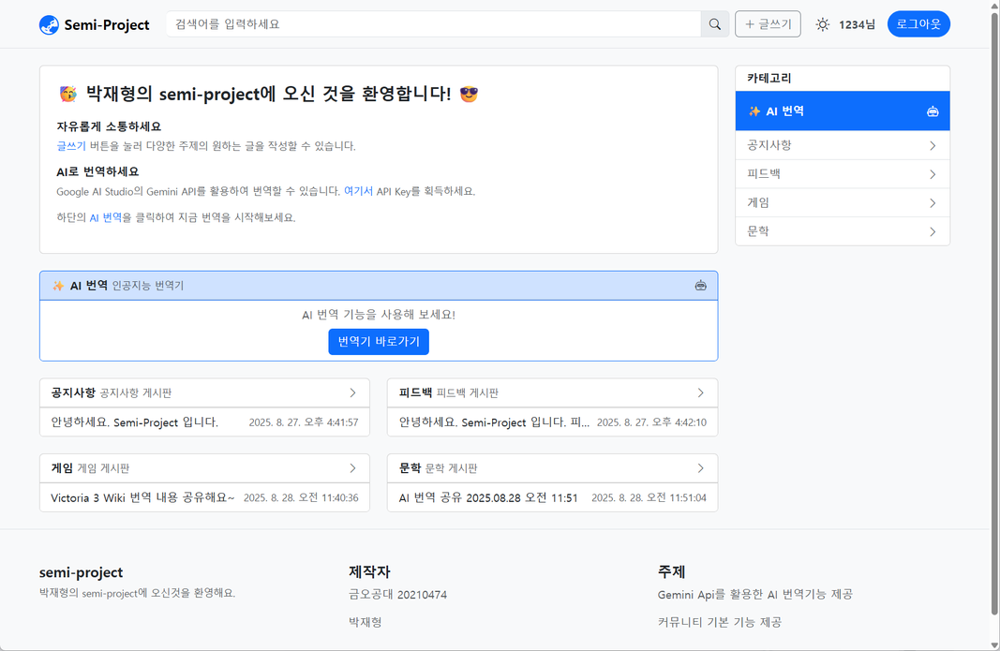 Semi-Project
검색어를 입력하세요
+ 글쓰기
1234님
로그아웃
🥳 박재형의 semi-project에 오신 것을 환영합니다! 😎
자유롭게 소통하세요
글쓰기 버튼을 눌러 다양한 주제의 원하는 글을 작성할 수 있습니다.
AI로 번역하세요
Google AI Studio의 Gemini API를 활용하여 번역할 수 있습니다. 여기서 API Key를 획득하세요.
하단의 AI 번역을 클릭하여 지금 번역을 시작해보세요.
카테고리
✨ AI 번역
공지사항
피드백
게임
문학
✨ AI 번역 인공지능 번역기
AI 번역 기능을 사용해 보세요!
번역기 바로가기
공지사항 공지사항 게시판
안녕하세요. Semi-Project 입니다. 2025. 8. 27. 오후 4:41:57
피드백 피드백 게시판
안녕하세요. Semi-Project 입니다. 피... 2025. 8. 27. 오후 4:42:10
게임 게임 게시판
Victoria 3 Wiki 번역 내용 공유해요~ 2025. 8. 28. 오전 11:40:36
문학 문학 게시판
AI 번역 공유 2025.08.28 오전 11:51 2025. 8. 28. 오전 11:51:04
semi-project
박재형의 semi-project에 오신것을 환영해요.
제작자
금오공대 20210474
박재형
주제
Gemini Api를 활용한 AI 번역기능 제공
커뮤니티 기본 기능 제공